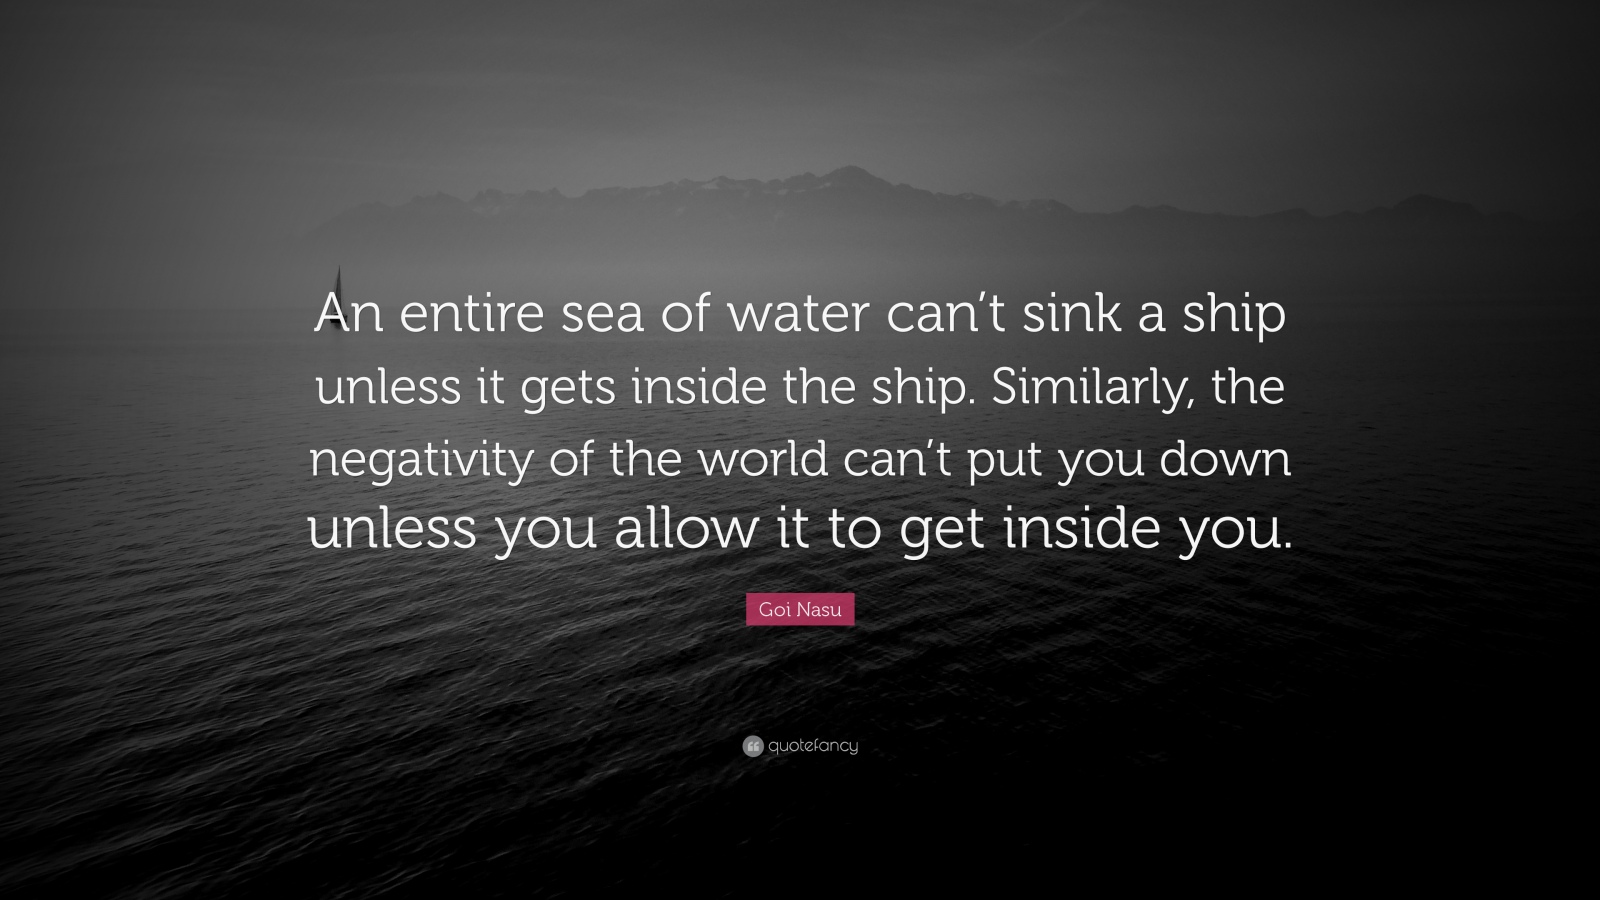 An entire sea of water can’t sink a ship
unless it gets inside the ship. Similarly, the
negativity of the world can’t put you down
unless you allow it to get inside you.
Goi Nasu
quotefancy